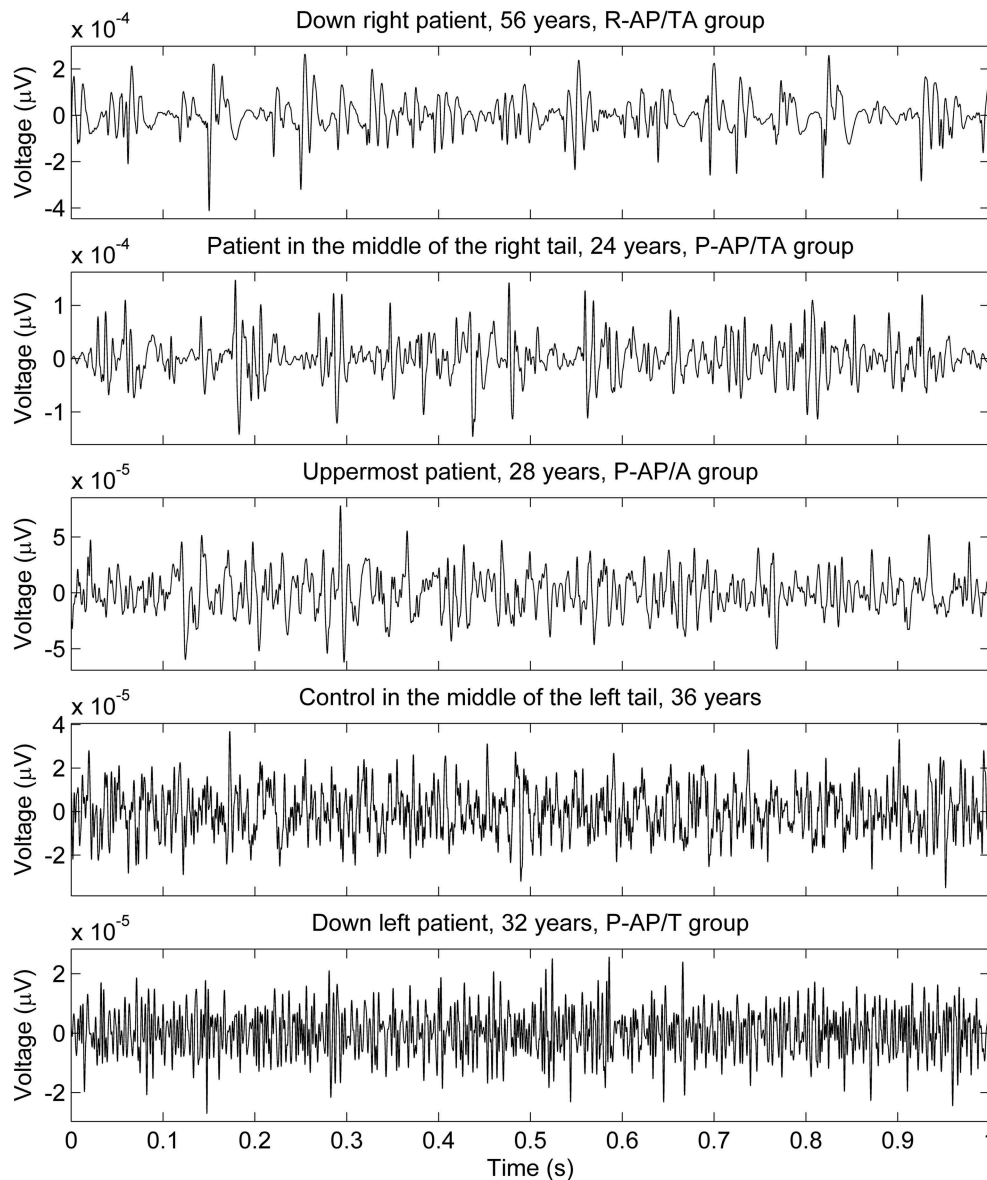 Down right patient, 56 years, R-AP/TA group
x 10⁻⁴
Voltage (μV)
2
0
-2
-4
Patient in the middle of the right tail, 24 years, P-AP/TA group
x 10⁻⁴
Voltage (μV)
1
0
-1
Uppermost patient, 28 years, P-AP/A group
x 10⁻⁵
Voltage (μV)
5
0
-5
Control in the middle of the left tail, 36 years
x 10⁻⁵
Voltage (μV)
4
2
0
-2
Down left patient, 32 years, P-AP/T group
x 10⁻⁵
Voltage (μV)
2
0
-2
0 0.1 0.2 0.3 0.4 0.5 0.6 0.7 0.8 0.9 1
Time (s)